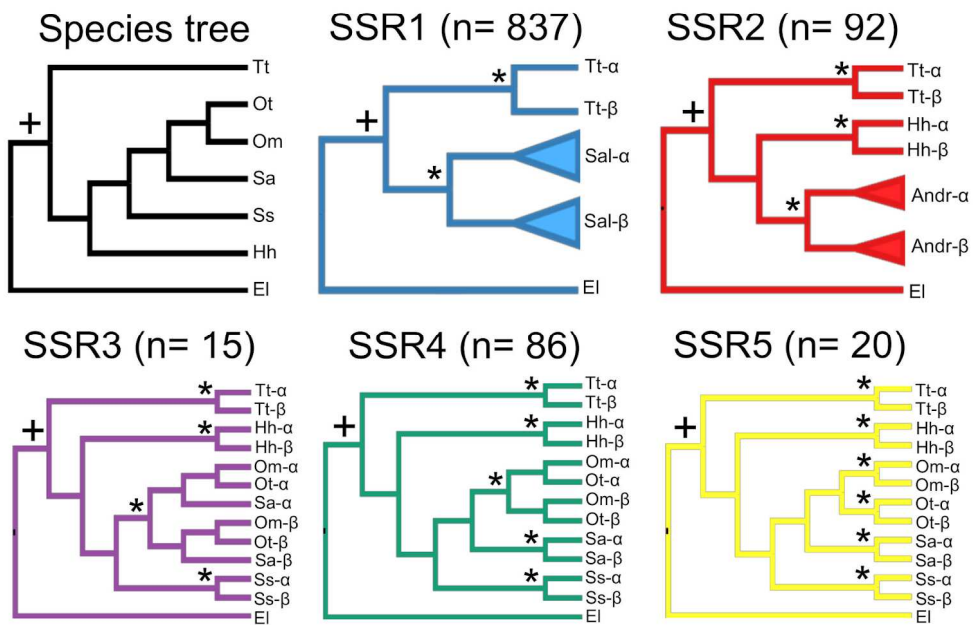 Species tree
Tt
Ot
Om
Sa
Ss
Hh
El
+
SSR1 (n= 837)
Tt-α
Tt-β
Sal-α
Sal-β
El
+
*
*
SSR2 (n= 92)
Tt-α
Tt-β
Hh-α
Hh-β
Andr-α
Andr-β
El
+
*
*
*
SSR3 (n= 15)
Tt-α
Tt-β
Hh-α
Hh-β
Om-α
Ot-α
Sa-α
Om-β
Ot-β
Sa-β
Ss-α
Ss-β
El
+
*
*
*
*
SSR4 (n= 86)
Tt-α
Tt-β
Hh-α
Hh-β
Om-α
Ot-α
Om-β
Ot-β
Sa-α
Sa-β
Ss-α
Ss-β
El
+
*
*
*
*
*
SSR5 (n= 20)
Tt-α
Tt-β
Hh-α
Hh-β
Om-α
Om-β
Ot-α
Ot-β
Sa-α
Sa-β
Ss-α
Ss-β
El
+
*
*
*
*
*
*